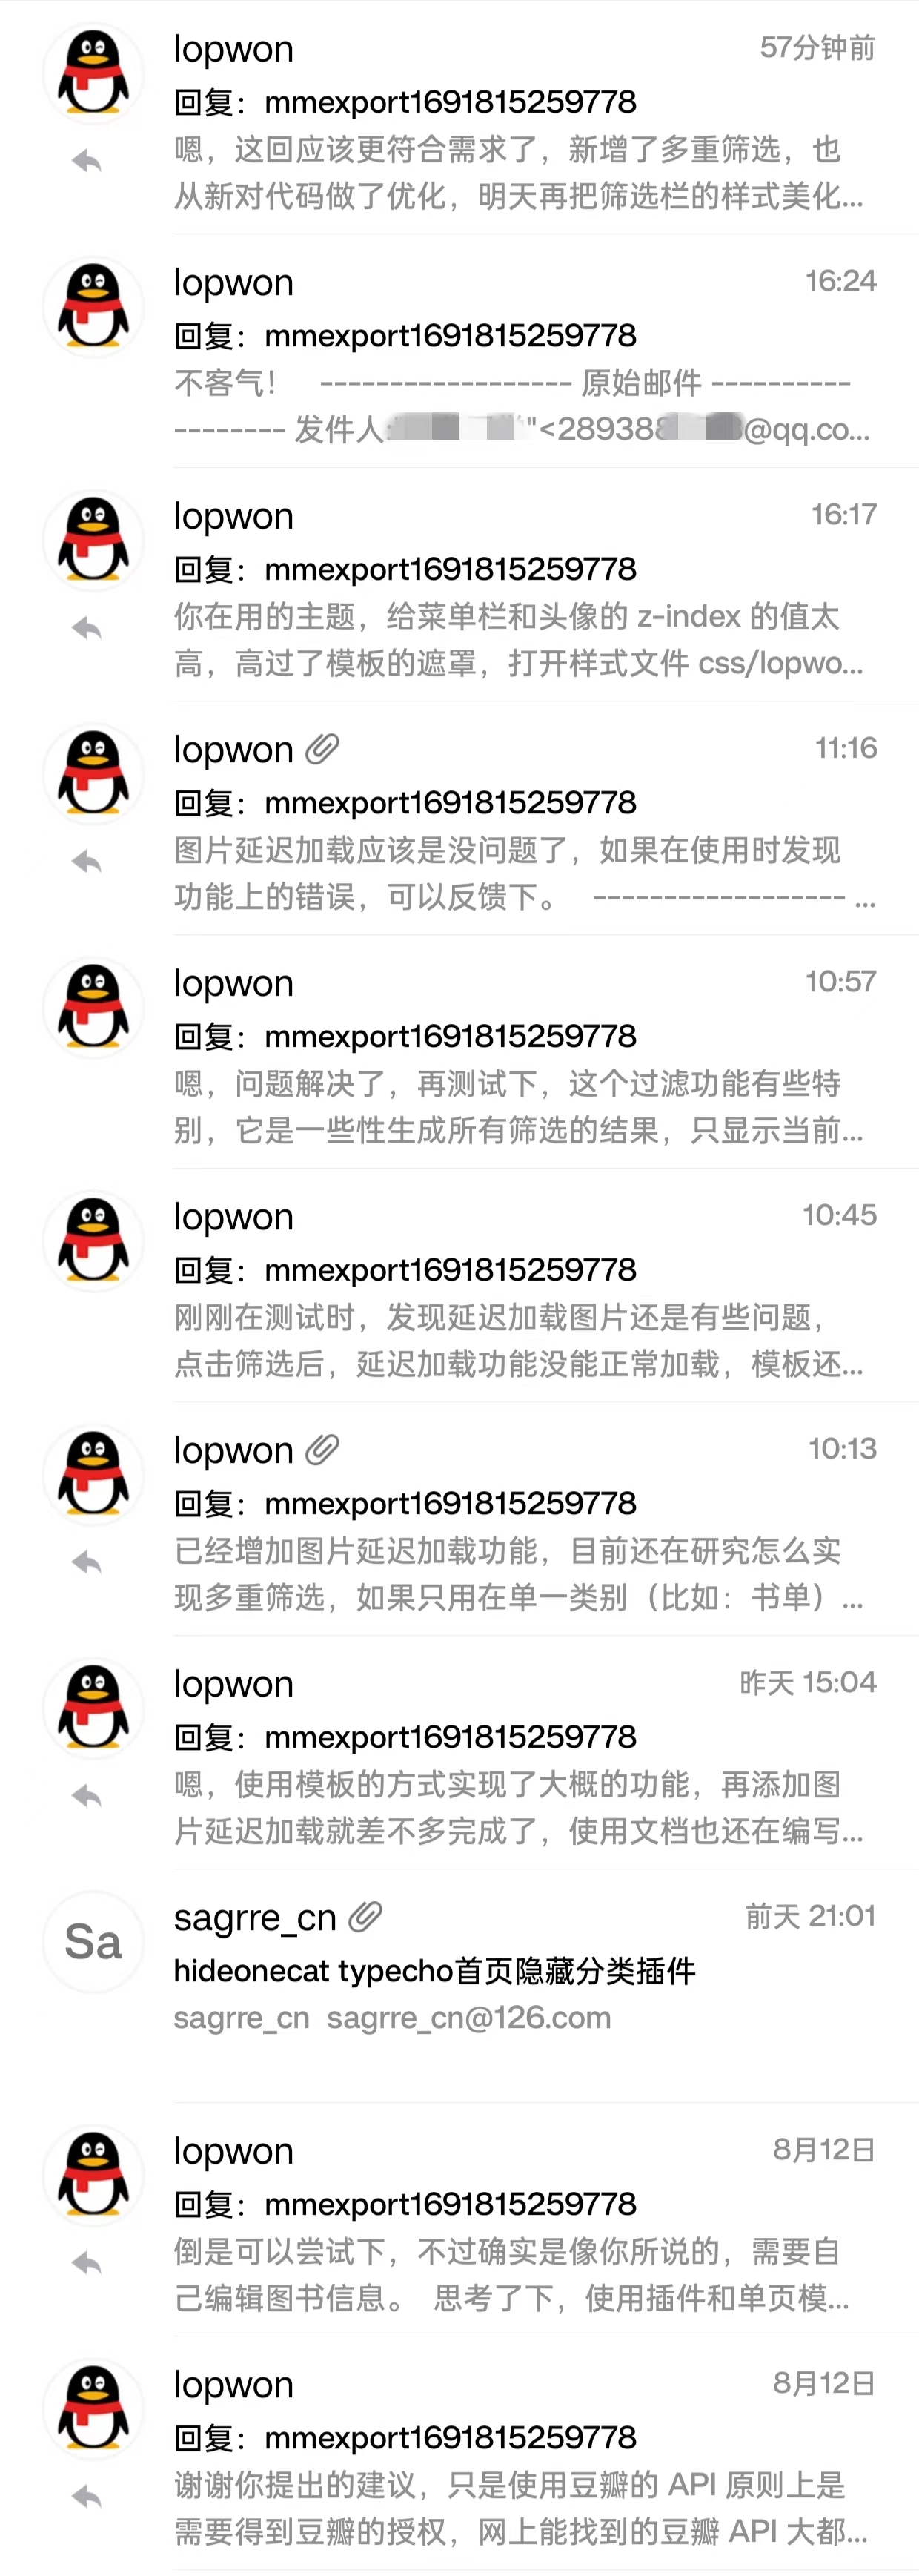 lopwon 57分钟前
回复：mmexport1691815259778
嗯，这回应该更符合需求了，新增了多重筛选，也
从新对代码做了优化，明天再把筛选栏的样式美化...
lopwon 16:24
回复：mmexport1691815259778
不客气！ ------------------ 原始邮件 ----------
-------- 发件人 "<28938 @qq.co...
lopwon 16:17
回复：mmexport1691815259778
你在用的主题，给菜单栏和头像的 z-index 的值太
高，高过了模板的遮罩，打开样式文件 css/lopwo...
lopwon 11:16
回复：mmexport1691815259778
图片延迟加载应该是没问题了，如果在使用时发现
功能上的错误，可以反馈下。 ------------------ ...
lopwon 10:57
回复：mmexport1691815259778
嗯，问题解决了，再测试下，这个过滤功能有些特
别，它是一些性生成所有筛选的结果，只显示当前...
lopwon 10:45
回复：mmexport1691815259778
刚刚在测试时，发现延迟加载图片还是有些问题，
点击筛选后，延迟加载功能没能正常加载，模板还...
lopwon 10:13
回复：mmexport1691815259778
已经增加图片延迟加载功能，目前还在研究怎么实
现多重筛选，如果只用在单一类别（比如：书单）...
lopwon 昨天 15:04
回复：mmexport1691815259778
嗯，使用模板的方式实现了大概的功能，再添加图
片延迟加载就差不多完成了，使用文档也还在编写...
Sa
sagrre_cn 前天 21:01
hideonecat typecho首页隐藏分类插件
sagrre_cn sagrre_cn@126.com
lopwon 8月12日
回复：mmexport1691815259778
倒是可以尝试下，不过确实是像你所说的，需要自
己编辑图书信息。 思考了下，使用插件和单页模...
lopwon 8月12日
回复：mmexport1691815259778
谢谢你提出的建议，只是使用豆瓣的 API 原则上是
需要得到豆瓣的授权，网上能找到的豆瓣 API 大都...